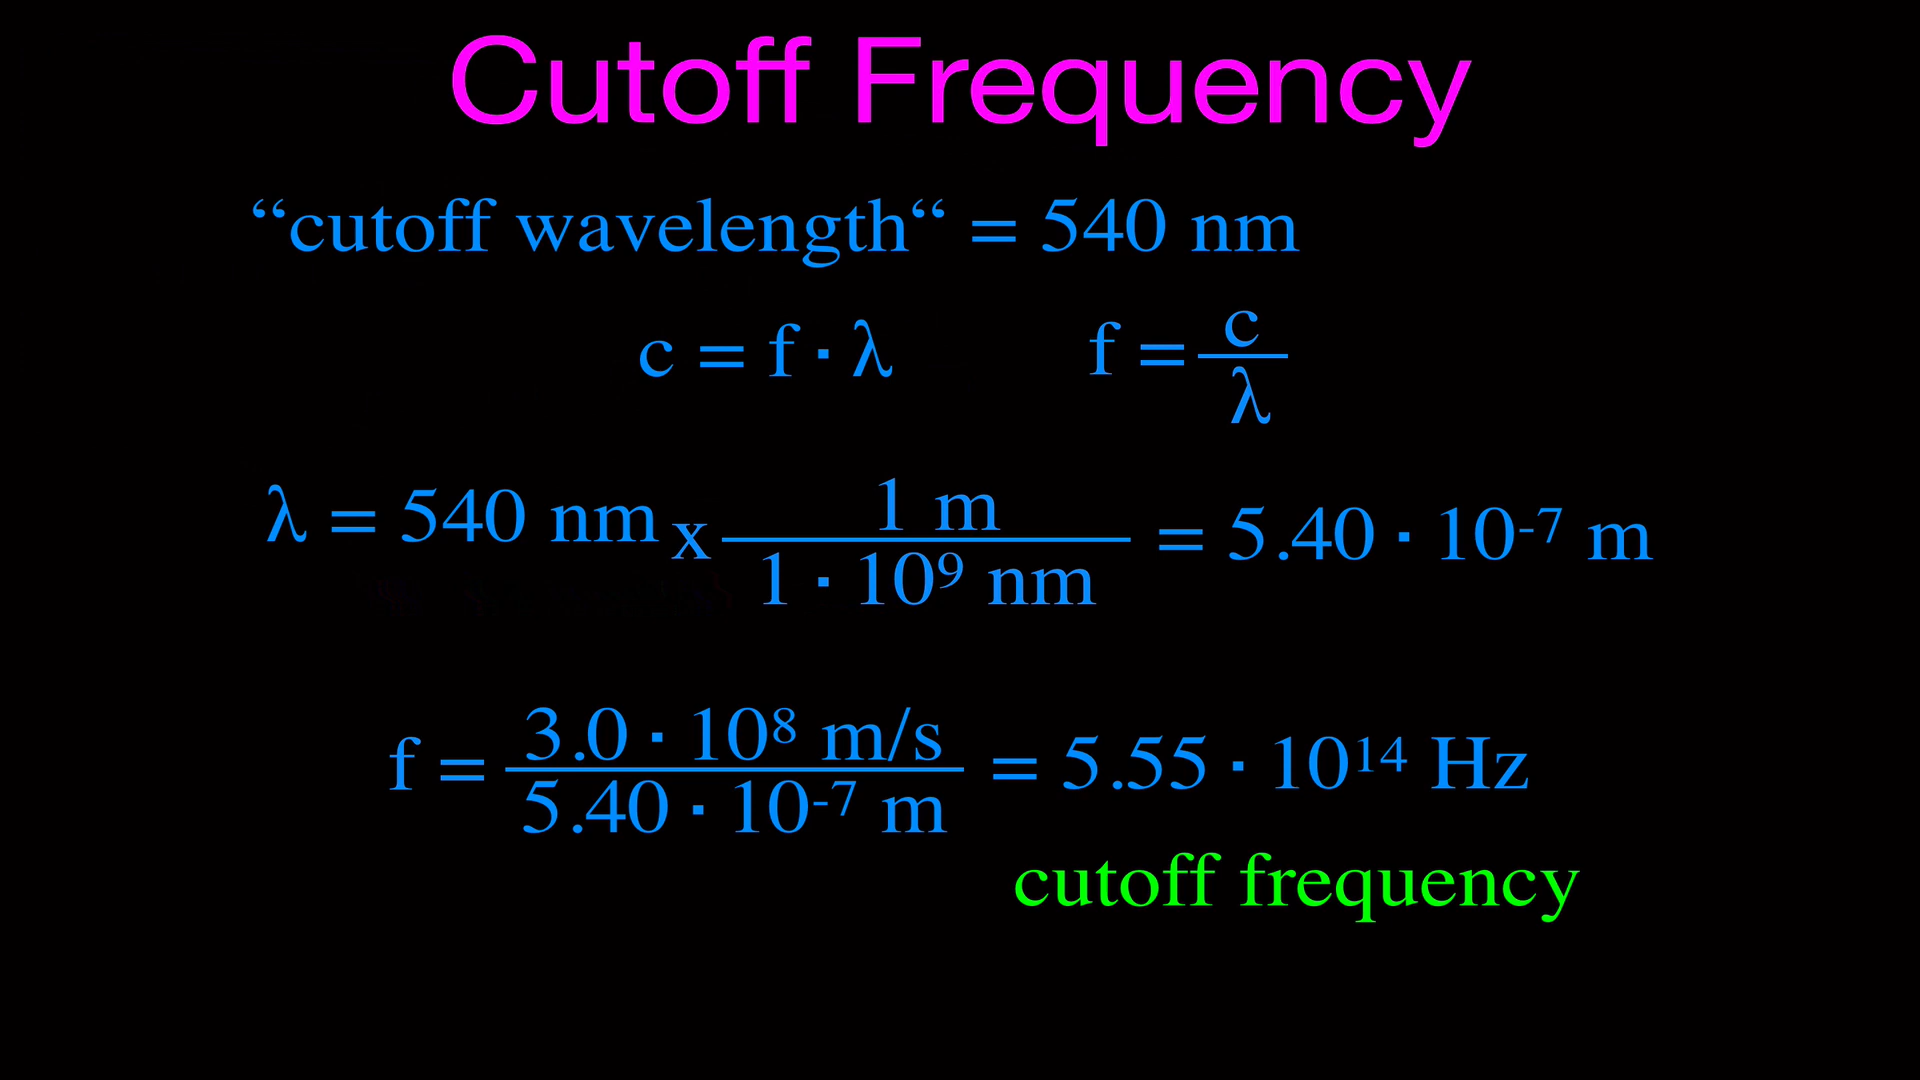 Cutoff Frequency
“cutoff wavelength“ = 540 nm
c = f · λ    f = c/λ
λ = 540 nm x 1 m / 1 · 10⁹ nm = 5.40 · 10⁻⁷ m
f = 3.0 · 10⁸ m/s / 5.40 · 10⁻⁷ m = 5.55 · 10¹⁴ Hz
cutoff frequency